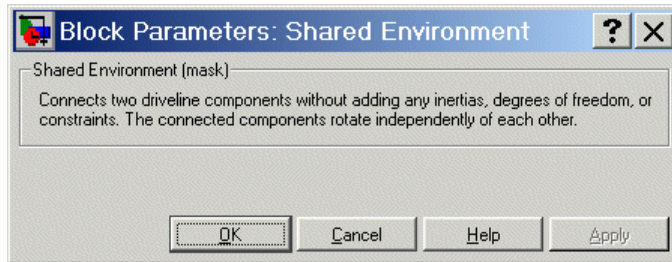 Block Parameters: Shared Environment
Shared Environment (mask)
Connects two driveline components without adding any inertias, degrees of freedom, or
constraints. The connected components rotate independently of each other.
OK Cancel Help Apply